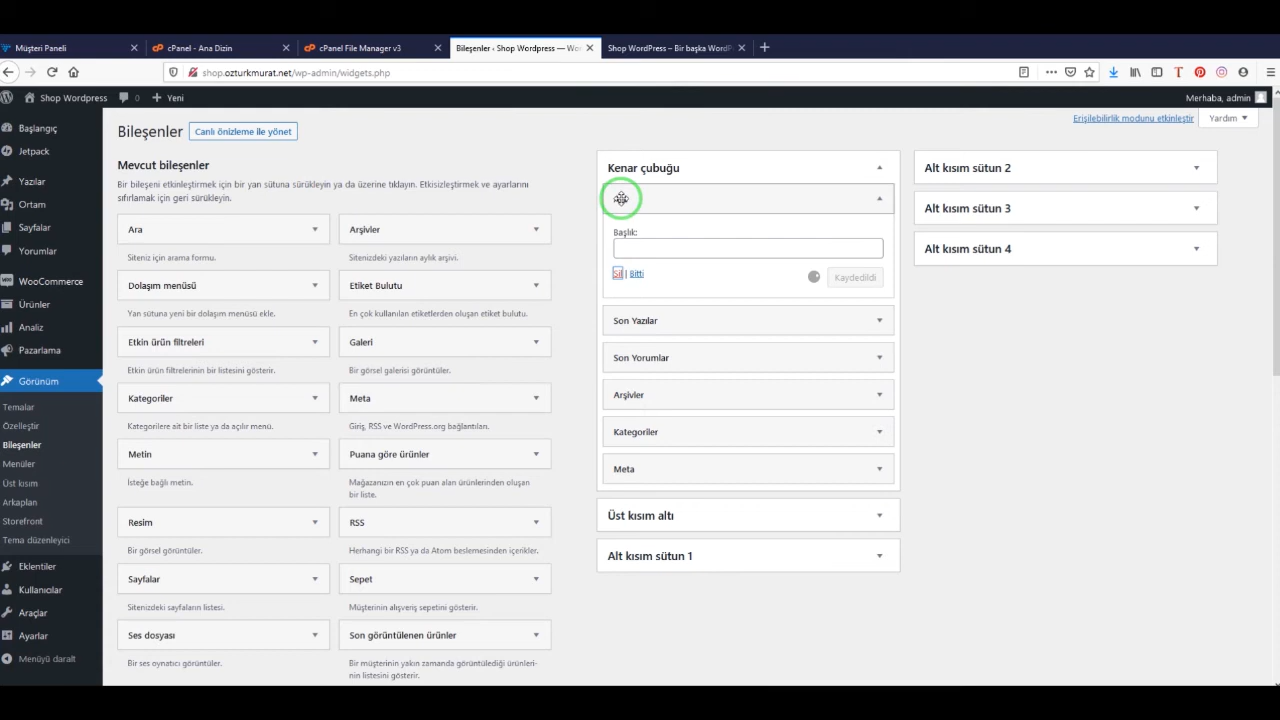 Müşteri Paneli
cPanel - Ana Dizin
cPanel File Manager v3
Bileşenler ‹ Shop Wordpress — Wo
Shop WordPress – Bir başka WordP
shop.ozturkmurat.net/wp-admin/widgets.php
Shop Wordpress
0
Yeni
Merhaba, admin
Başlangıç
Jetpack
Yazılar
Ortam
Sayfalar
Yorumlar
WooCommerce
Ürünler
Analiz
Pazarlama
Görünüm
Temalar
Özelleştir
Bileşenler
Menüler
Üst kısım
Arkaplan
Storefront
Tema düzenleyici
Eklentiler
Kullanıcılar
Araçlar
Ayarlar
Menüyü daralt
Erişilebilirlik modunu etkinleştir
Yardım
Bileşenler
Canlı önizleme ile yönet
Mevcut bileşenler
Bir bileşeni etkinleştirmek için bir yan sütuna sürükleyin ya da üzerine tıklayın. Etkisizleştirmek ve ayarlarını
sıfırlamak için geri sürükleyin.
Ara
Siteniz için arama formu.
Arşivler
Sitenizdeki yazıların aylık arşivi.
Dolaşım menüsü
Yan sütuna yeni bir dolaşım menüsü ekle.
Etiket Bulutu
En çok kullanılan etiketlerden oluşan etiket bulutu.
Etkin ürün filtreleri
Etkin ürün filtrelerinin bir listesini gösterir.
Galeri
Bir görsel galerisi görüntüler.
Kategoriler
Kategorilere ait bir liste ya da açılır menü.
Meta
Giriş, RSS ve WordPress.org bağlantıları.
Metin
İsteğe bağlı metin.
Puana göre ürünler
Mağazanızın en çok puan alan ürünlerinden oluşan
bir liste.
Resim
Bir görsel görüntüler.
RSS
Herhangi bir RSS ya da Atom beslemesinden içerikler.
Sayfalar
Sitenizdeki sayfaların listesi.
Sepet
Müşterinin alışveriş sepetini gösterir.
Ses dosyası
Bir ses oynatıcı görüntüler.
Son görüntülenen ürünler
Bir müşterinin yakın zamanda görüntülediği ürünleri-
nin listesini gösterir.
Kenar çubuğu
Başlık:
Sil | Bitti
Kaydedildi
Son Yazılar
Son Yorumlar
Arşivler
Kategoriler
Meta
Üst kısım altı
Alt kısım sütun 1
Alt kısım sütun 2
Alt kısım sütun 3
Alt kısım sütun 4